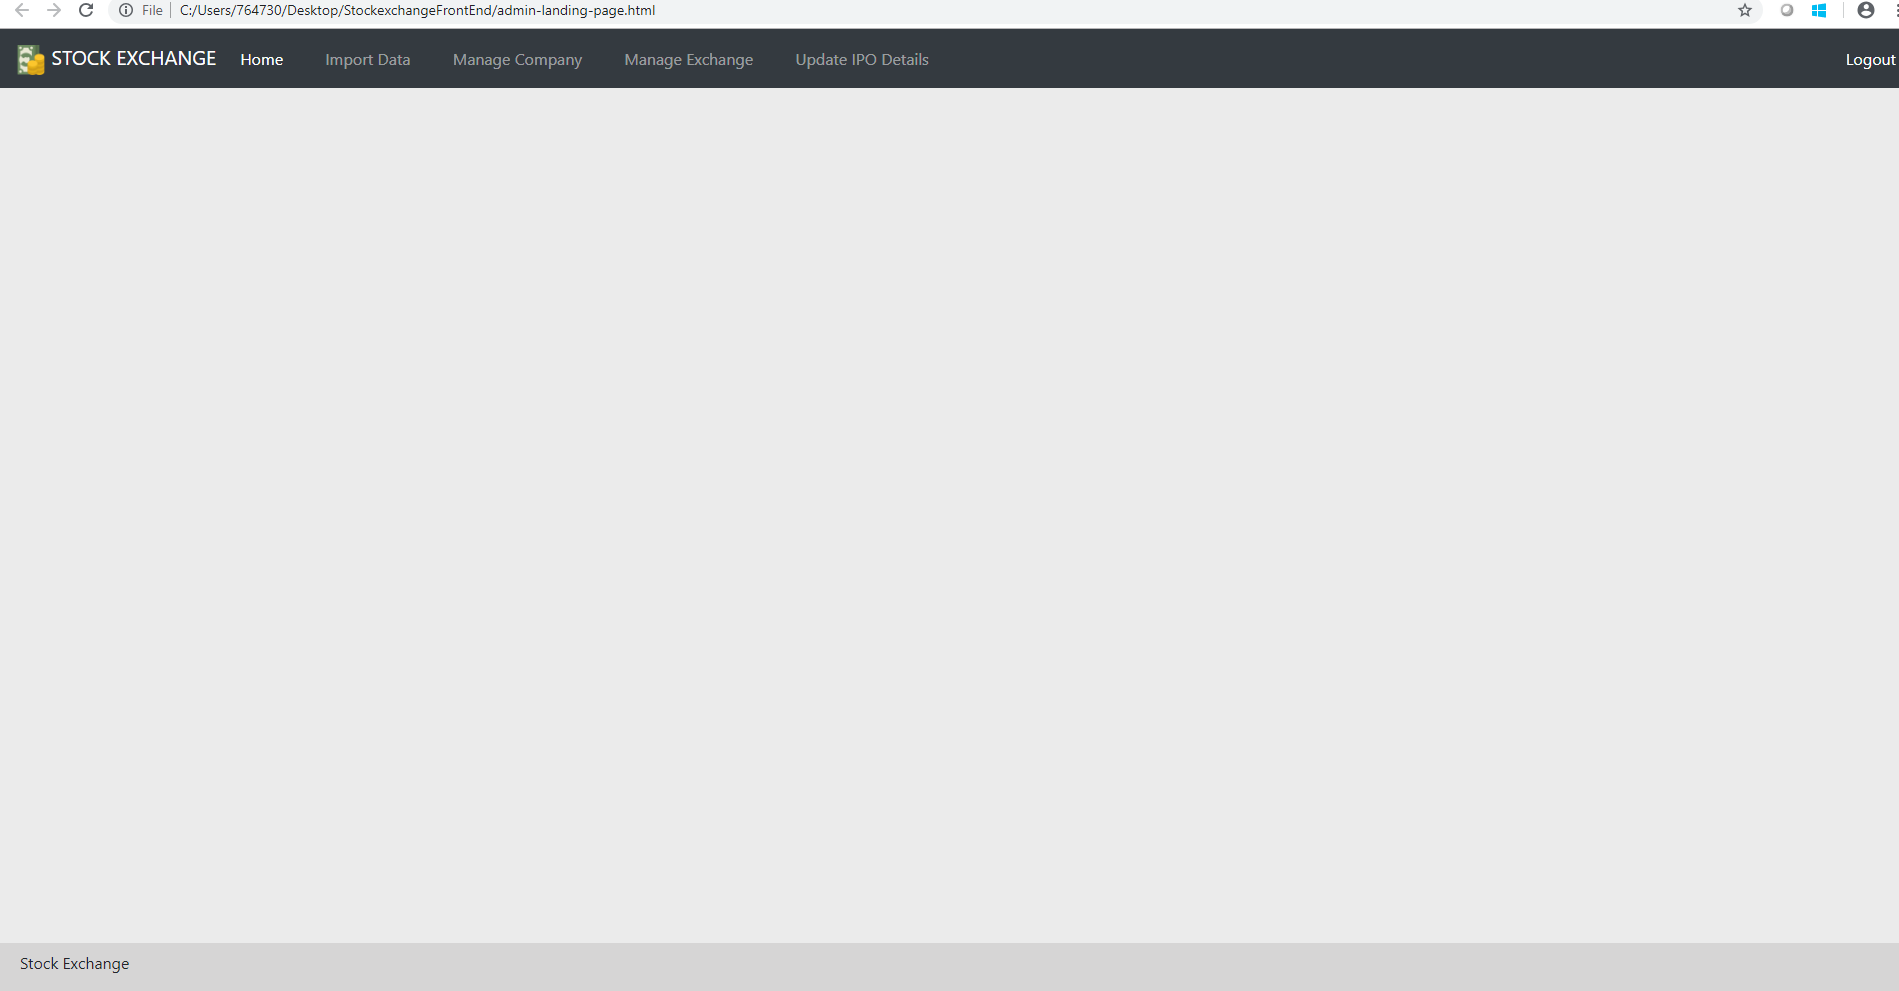 File C:/Users/764730/Desktop/StockexchangeFrontEnd/admin-landing-page.html
STOCK EXCHANGE Home Import Data Manage Company Manage Exchange Update IPO Details Logout
Stock Exchange